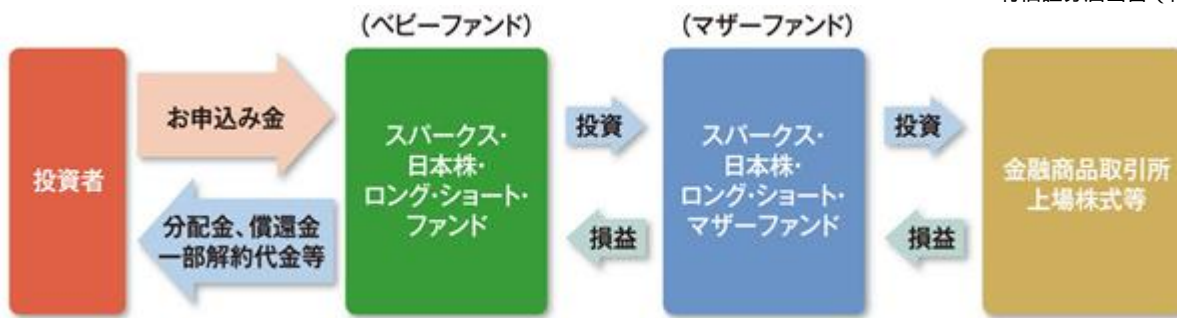 (ベビーファンド)
(マザーファンド)
投資者
お申込み金
分配金、償還金
一部解約代金等
スパークス・
日本株・
ロング・ショート・
ファンド
投資
損益
スパークス・
日本株・
ロング・ショート・
マザーファンド
投資
損益
金融商品取引所
上場株式等